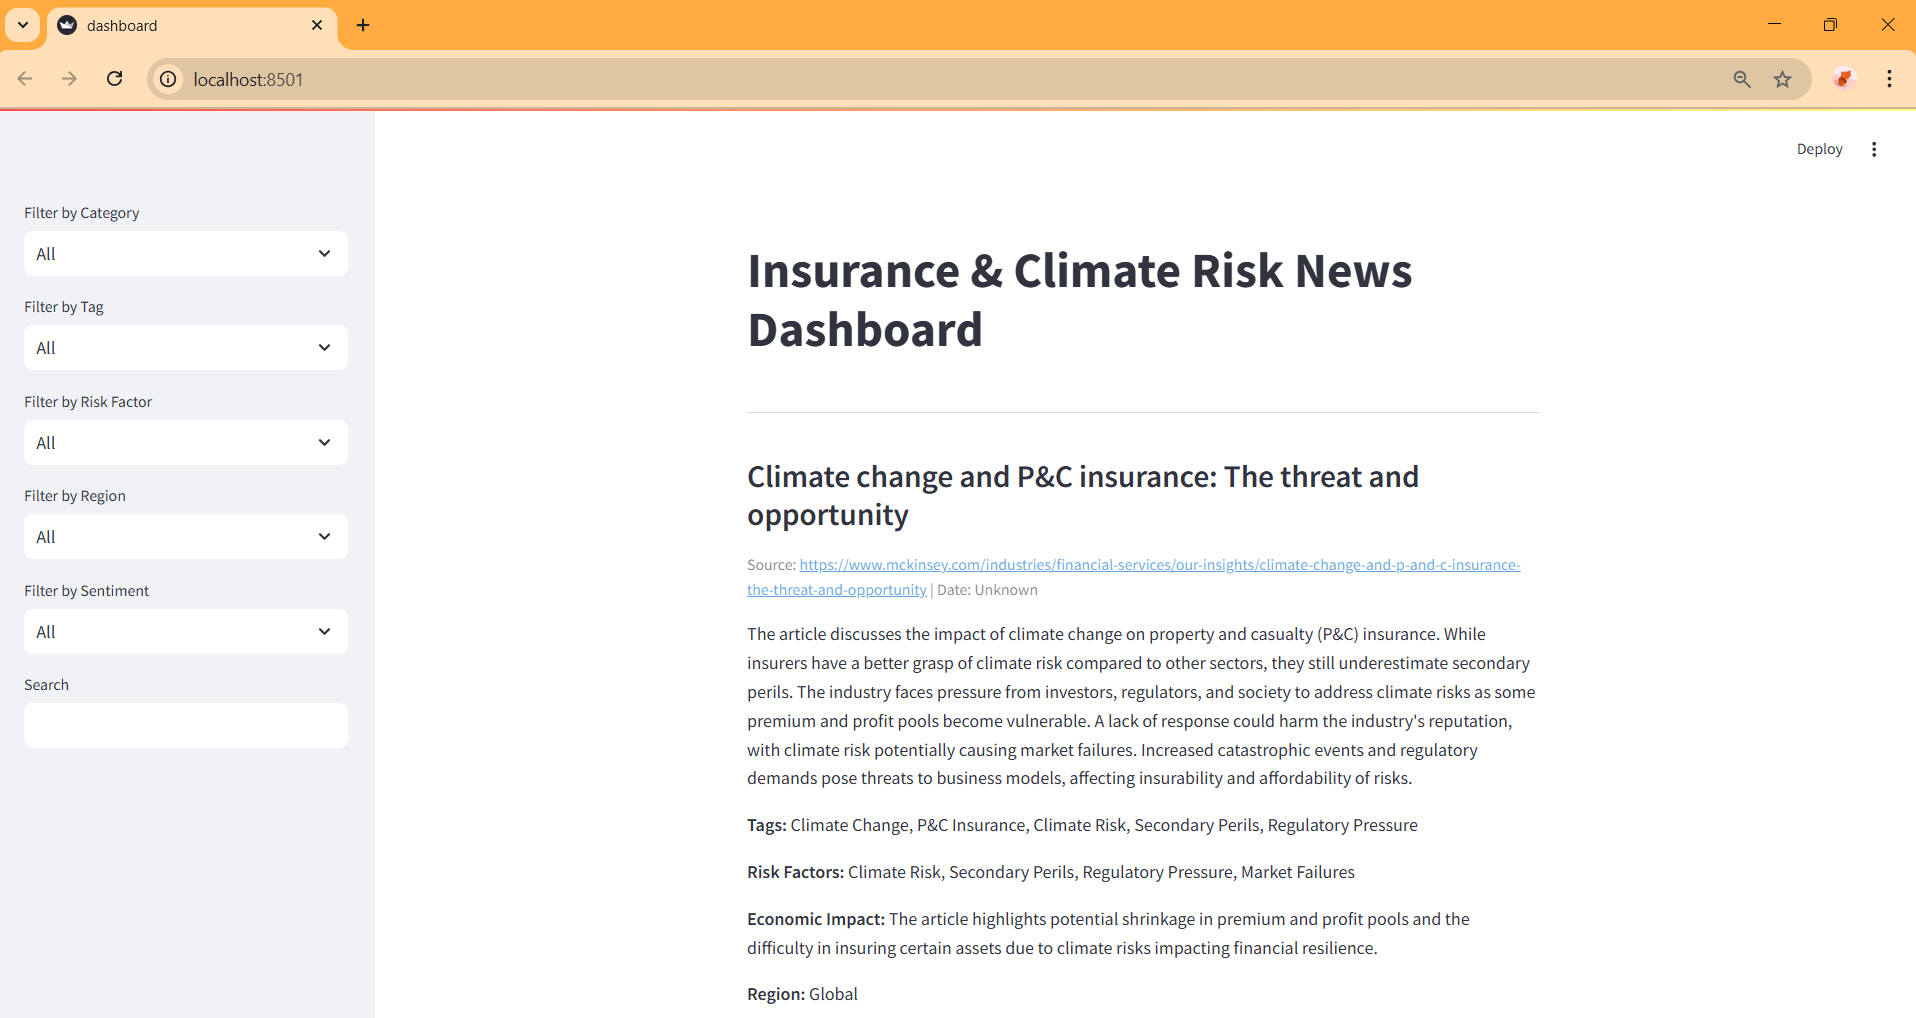 dashboard
localhost:8501
Deploy
Filter by Category
All
Filter by Tag
All
Filter by Risk Factor
All
Filter by Region
All
Filter by Sentiment
All
Search
Insurance & Climate Risk News
Dashboard
Climate change and P&C insurance: The threat and
opportunity
Source: https://www.mckinsey.com/industries/financial-services/our-insights/climate-change-and-p-and-c-insurance-
the-threat-and-opportunity | Date: Unknown
The article discusses the impact of climate change on property and casualty (P&C) insurance. While
insurers have a better grasp of climate risk compared to other sectors, they still underestimate secondary
perils. The industry faces pressure from investors, regulators, and society to address climate risks as some
premium and profit pools become vulnerable. A lack of response could harm the industry's reputation,
with climate risk potentially causing market failures. Increased catastrophic events and regulatory
demands pose threats to business models, affecting insurability and affordability of risks.
Tags: Climate Change, P&C Insurance, Climate Risk, Secondary Perils, Regulatory Pressure
Risk Factors: Climate Risk, Secondary Perils, Regulatory Pressure, Market Failures
Economic Impact: The article highlights potential shrinkage in premium and profit pools and the
difficulty in insuring certain assets due to climate risks impacting financial resilience.
Region: Global